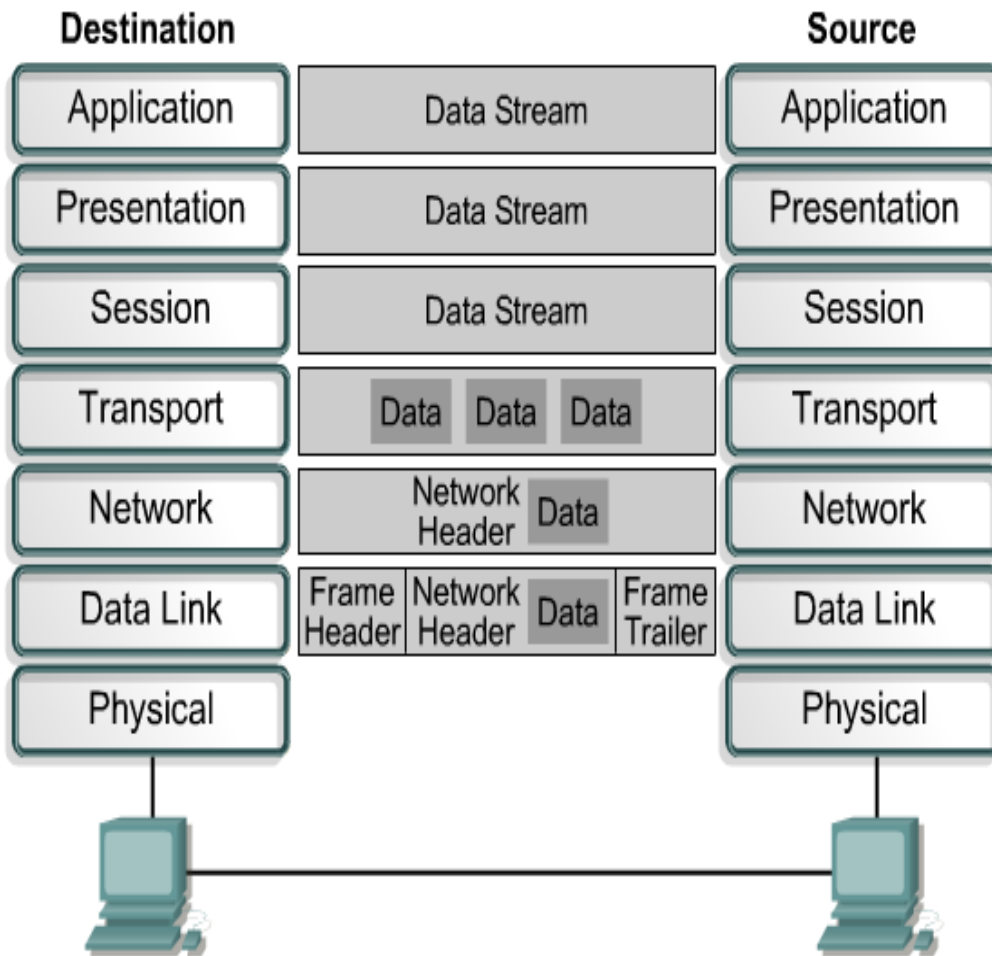 Destination
Source
Application
Data Stream
Application
Presentation
Data Stream
Presentation
Session
Data Stream
Session
Transport
Data Data Data
Transport
Network
Network
Header
Data
Network
Data Link
Frame
Header
Network
Header
Data
Frame
Trailer
Data Link
Physical
Physical